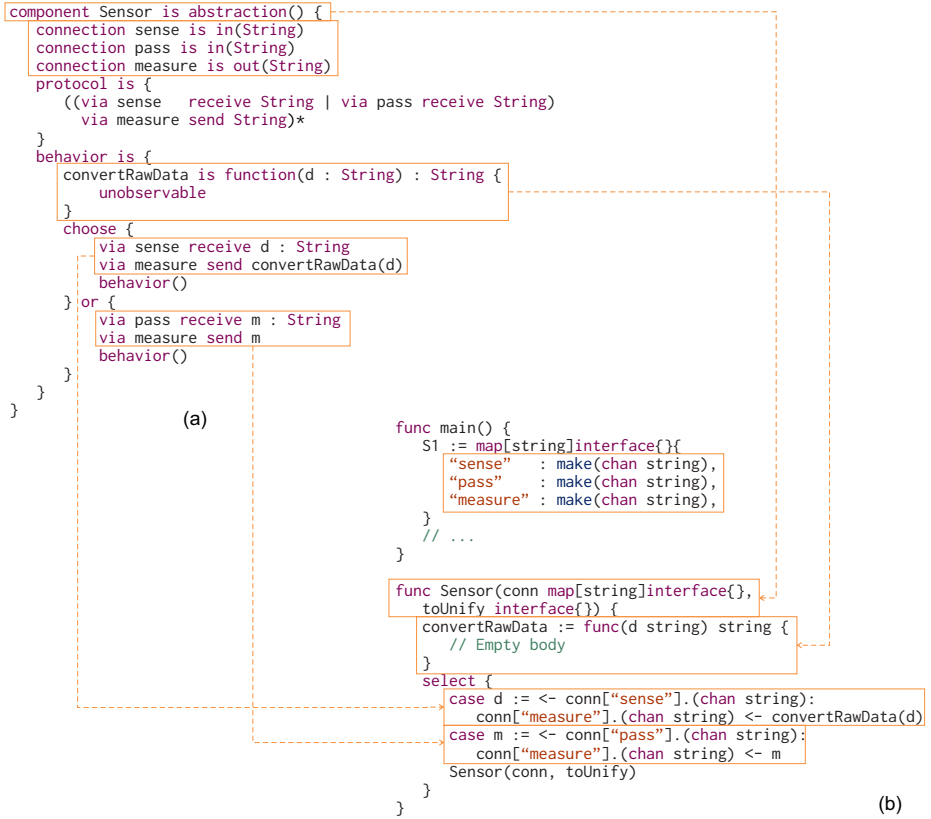 component Sensor is abstraction() {
connection sense is in(String)
connection pass is in(String)
connection measure is out(String)
protocol is {
((via sense   receive String | via pass receive String)
via measure send String)*
}
behavior is {
convertRawData is function(d : String) : String {
unobservable
}
choose {
via sense receive d : String
via measure send convertRawData(d)
behavior()
} or {
via pass receive m : String
via measure send m
behavior()
}
}
}
(a)
func main() {
S1 := map[string]interface{}{
“sense”   : make(chan string),
“pass”    : make(chan string),
“measure” : make(chan string),
}
// ...
}
func Sensor(conn map[string]interface{},
toUnify interface{}) {
convertRawData := func(d string) string {
// Empty body
}
select {
case d := <- conn[“sense”].(chan string):
conn[“measure”].(chan string) <- convertRawData(d)
case m := <- conn[“pass”].(chan string):
conn[“measure”].(chan string) <- m
Sensor(conn, toUnify)
}
}
(b)